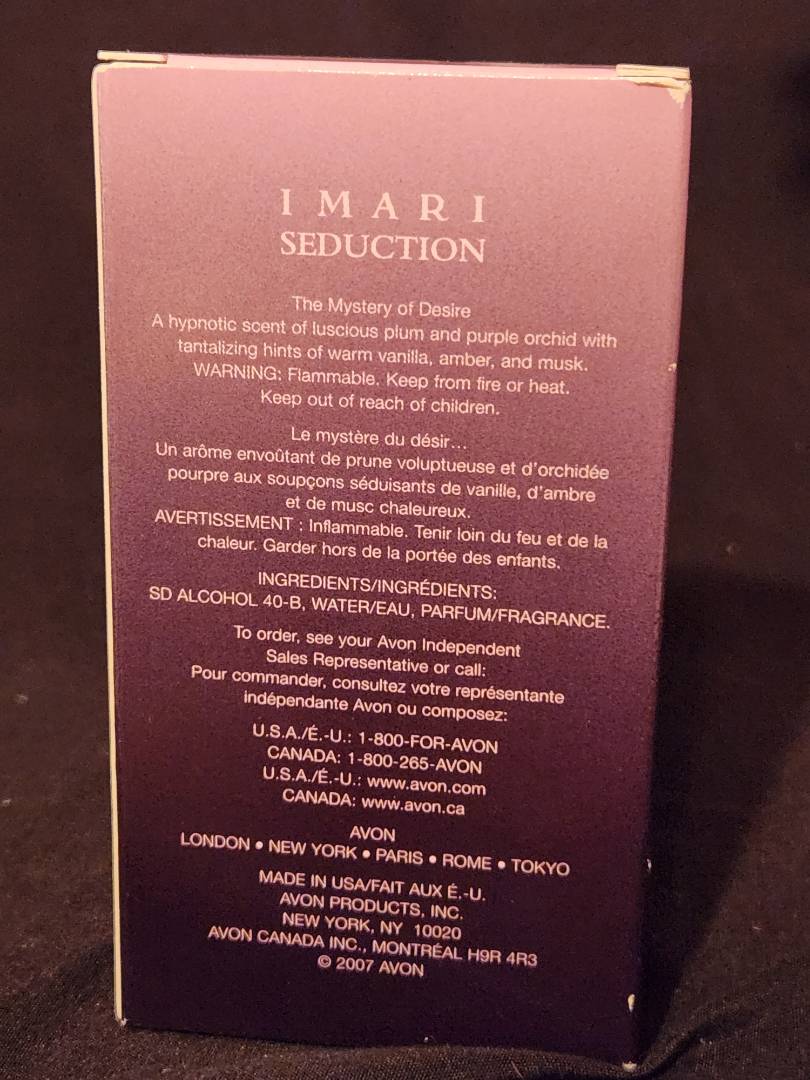 IMARI
SEDUCTION
The Mystery of Desire
A hypnotic scent of luscious plum and purple orchid with
tantalizing hints of warm vanilla, amber, and musk.
WARNING: Flammable. Keep from fire or heat.
Keep out of reach of children.
Le mystère du désir...
Un arôme envoûtant de prune voluptueuse et d'orchidée
pourpre aux soupçons séduisants de vanille, d'ambre
et de musc chaleureux.
AVERTISSEMENT : Inflammable. Tenir loin du feu et de la
chaleur. Garder hors de la portée des enfants.
INGREDIENTS/INGRÉDIENTS:
SD ALCOHOL 40-B, WATER/EAU, PARFUM/FRAGRANCE.
To order, see your Avon Independent
Sales Representative or call:
Pour commander, consultez votre représentante
indépendante Avon ou composez:
U.S.A./É.-U.: 1-800-FOR-AVON
CANADA: 1-800-265-AVON
U.S.A./É.-U.: www.avon.com
CANADA: www.avon.ca
AVON
LONDON • NEW YORK • PARIS • ROME • TOKYO
MADE IN USA/FAIT AUX É.-U.
AVON PRODUCTS, INC.
NEW YORK, NY 10020
AVON CANADA INC., MONTRÉAL H9R 4R3
© 2007 AVON